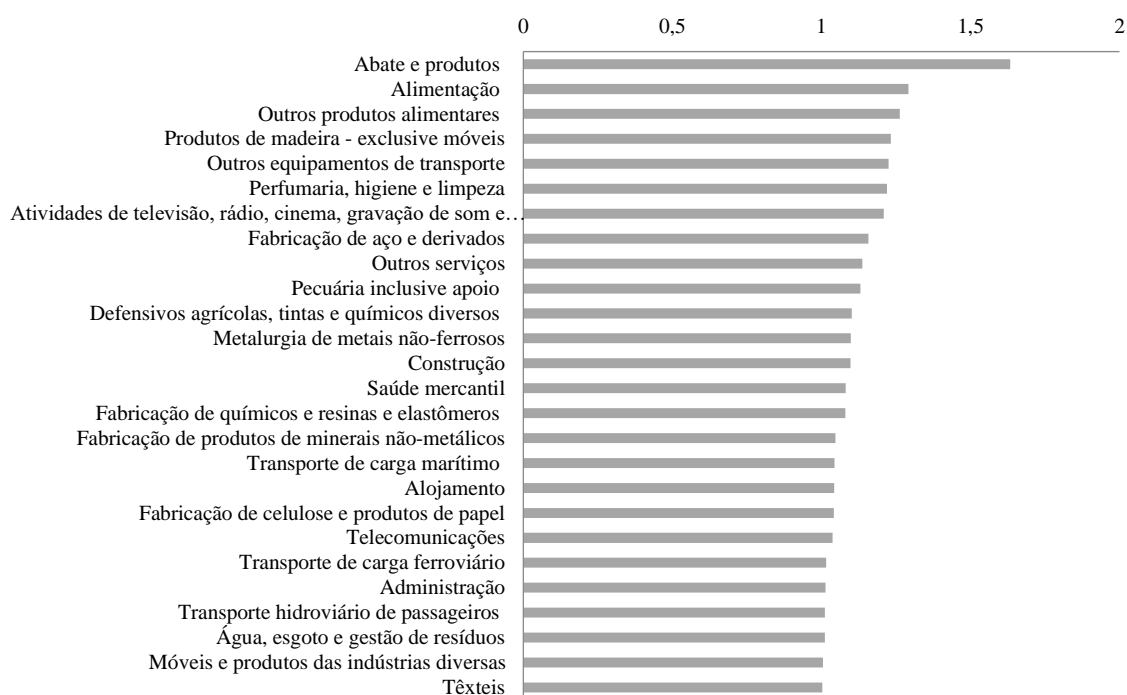 0 0,5 1 1,5 2
Abate e produtos
Alimentação
Outros produtos alimentares
Produtos de madeira - exclusive móveis
Outros equipamentos de transporte
Perfumaria, higiene e limpeza
Atividades de televisão, rádio, cinema, gravação de som e…
Fabricação de aço e derivados
Outros serviços
Pecuária inclusive apoio
Defensivos agrícolas, tintas e químicos diversos
Metalurgia de metais não-ferrosos
Construção
Saúde mercantil
Fabricação de químicos e resinas e elastômeros
Fabricação de produtos de minerais não-metálicos
Transporte de carga marítimo
Alojamento
Fabricação de celulose e produtos de papel
Telecomunicações
Transporte de carga ferroviário
Administração
Transporte hidroviário de passageiros
Água, esgoto e gestão de resíduos
Móveis e produtos das indústrias diversas
Têxteis